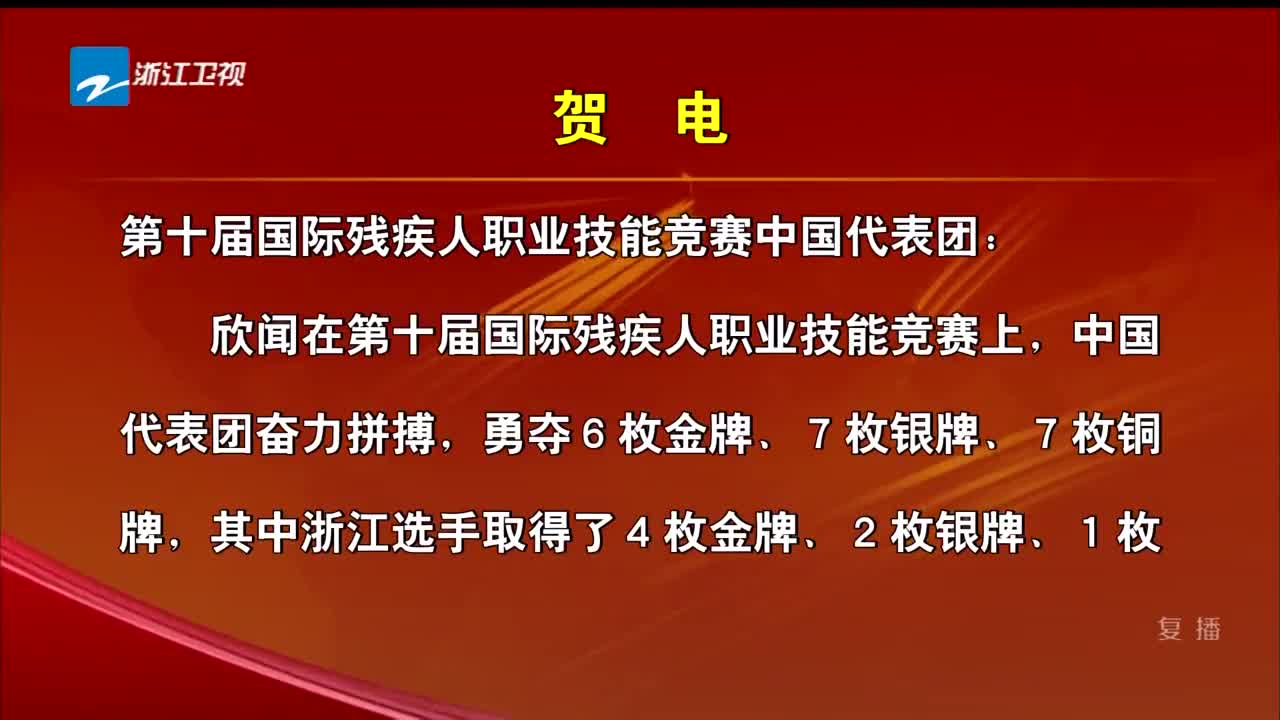 浙江卫视
贺 电
第十届国际残疾人职业技能竞赛中国代表团：
欣闻在第十届国际残疾人职业技能竞赛上，中国
代表团奋力拼搏，勇夺6枚金牌、7枚银牌、7枚铜
牌，其中浙江选手取得了4枚金牌、2枚银牌、1枚
复播